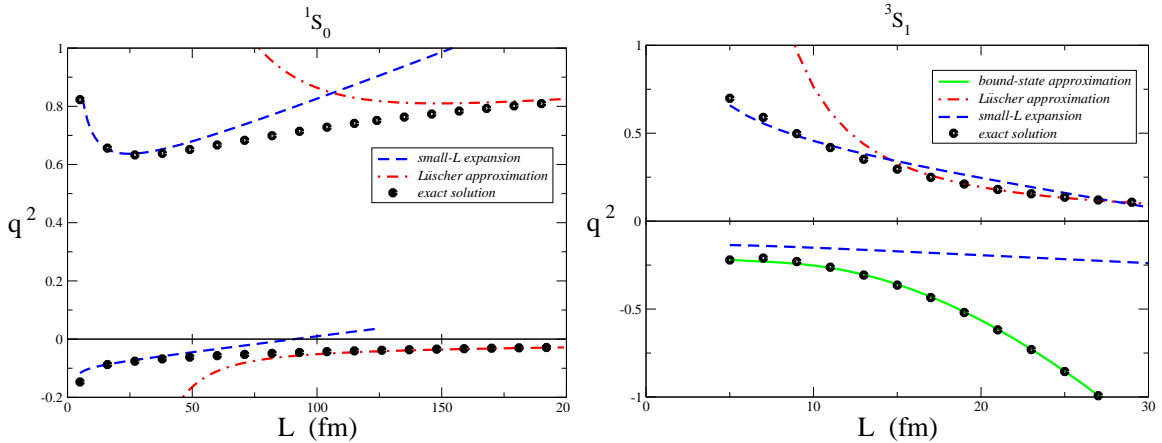 ¹S₀
1
0.8
0.6
0.4
0.2
0
-0.2
q²
small-L expansion
Lüscher approximation
exact solution
0 50 100 150 200
L (fm)
³S₁
1
0.5
0
-0.5
-1
q²
bound-state approximation
Lüscher approximation
small-L expansion
exact solution
0 10 20 30
L (fm)